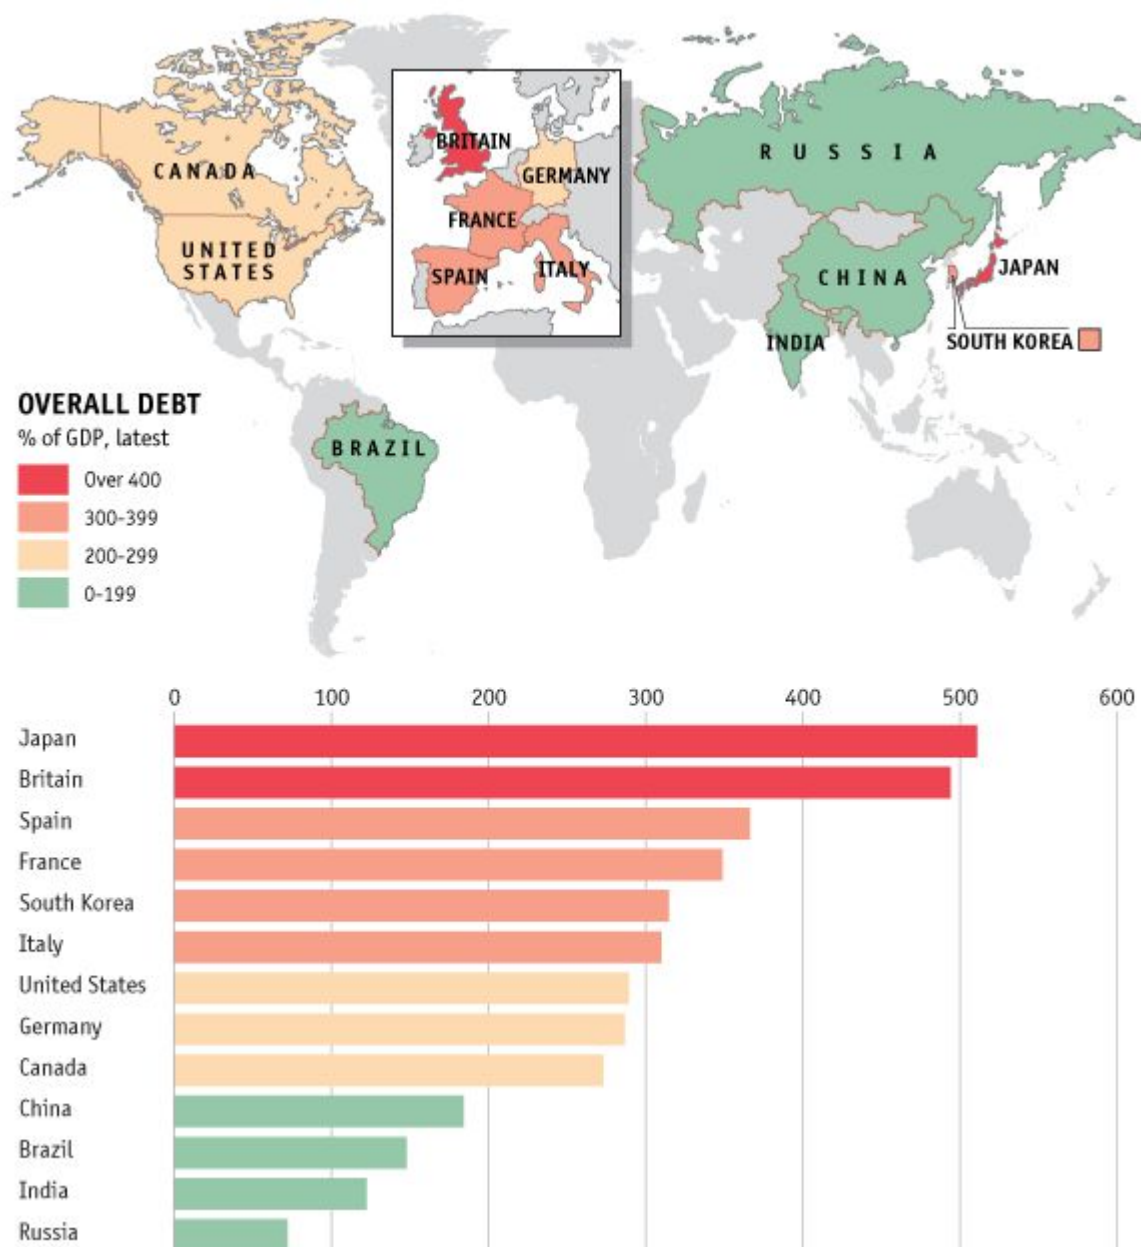 CANADA
UNITED
STATES
BRITAIN
GERMANY
FRANCE
SPAIN
ITALY
RUSSIA
CHINA
JAPAN
INDIA
SOUTH KOREA
BRAZIL
OVERALL DEBT
% of GDP, latest
Over 400
300-399
200-299
0-199
0 100 200 300 400 500 600
Japan
Britain
Spain
France
South Korea
Italy
United States
Germany
Canada
China
Brazil
India
Russia